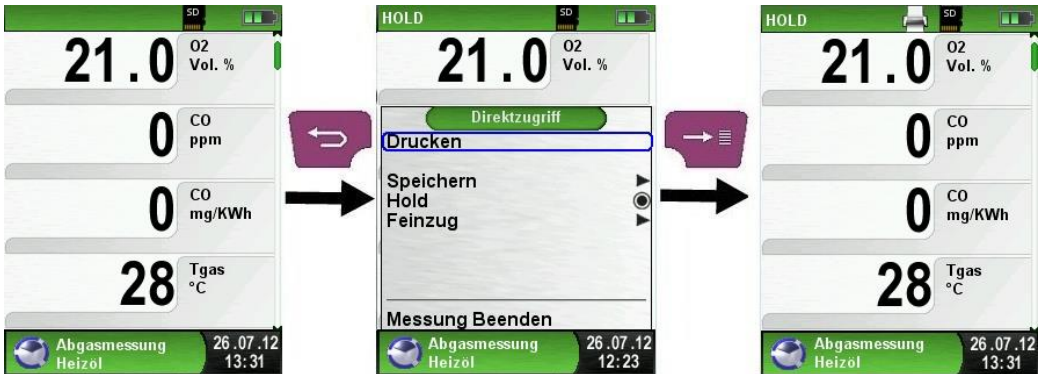 SD
21.0 O2
Vol. %
0 CO
ppm
0 CO
mg/KWh
28 Tgas
°C
Abgasmessung 26.07.12
Heizöl 13:31
HOLD SD
21.0 O2
Vol. %
Direktzugriff
Drucken
Speichern
Hold
Feinzug
Messung Beenden
Abgasmessung 26.07.12
Heizöl 12:23
HOLD SD
21.0 O2
Vol. %
0 CO
ppm
0 CO
mg/KWh
28 Tgas
°C
Abgasmessung 26.07.12
Heizöl 13:31